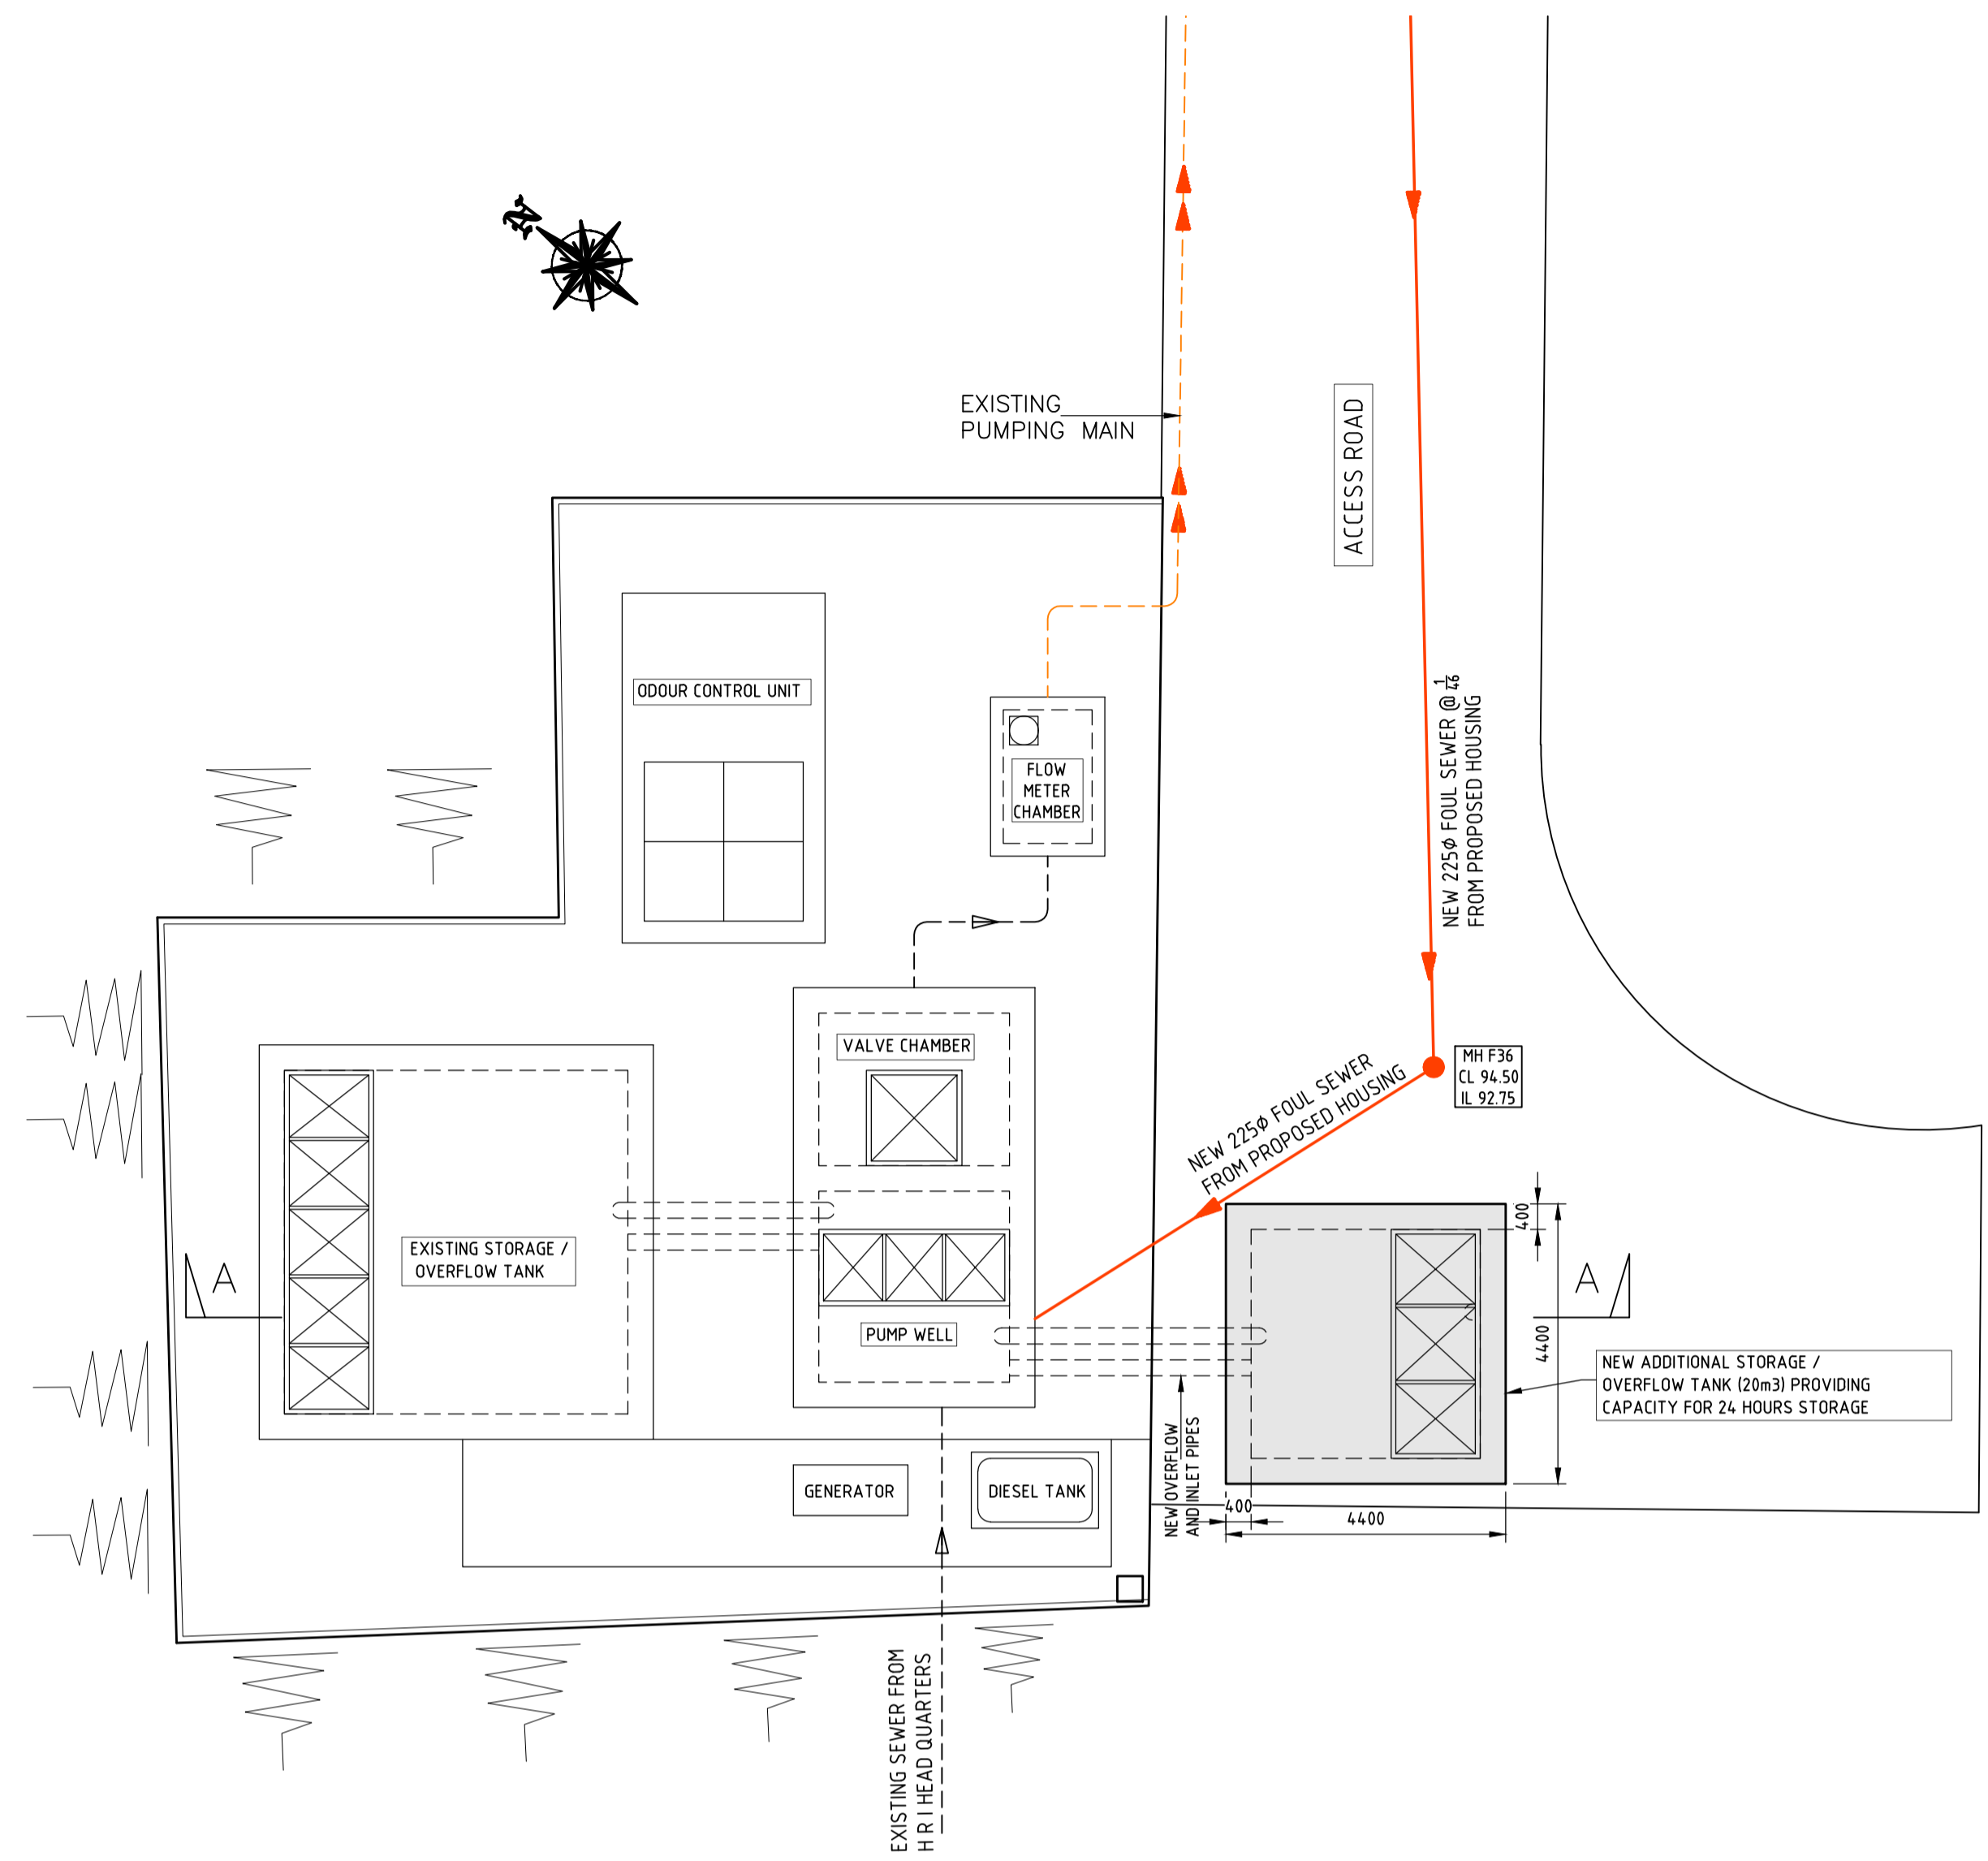 N
EXISTING
PUMPING MAIN
ACCESS ROAD
ODOUR CONTROL UNIT
FLOW
METER
CHAMBER
NEW 225φ FOUL SEWER @ 1/46
FROM PROPOSED HOUSING
VALVE CHAMBER
MH F36
CL 94.50
IL 92.75
NEW 225φ FOUL SEWER
FROM PROPOSED HOUSING
400
EXISTING STORAGE /
OVERFLOW TANK
A
A
PUMP WELL
4400
NEW ADDITIONAL STORAGE /
OVERFLOW TANK (20m3) PROVIDING
CAPACITY FOR 24 HOURS STORAGE
NEW OVERFLOW
AND INLET PIPES
GENERATOR
DIESEL TANK
400
4400
EXISTING SEWER FROM
H R I HEAD QUARTERS